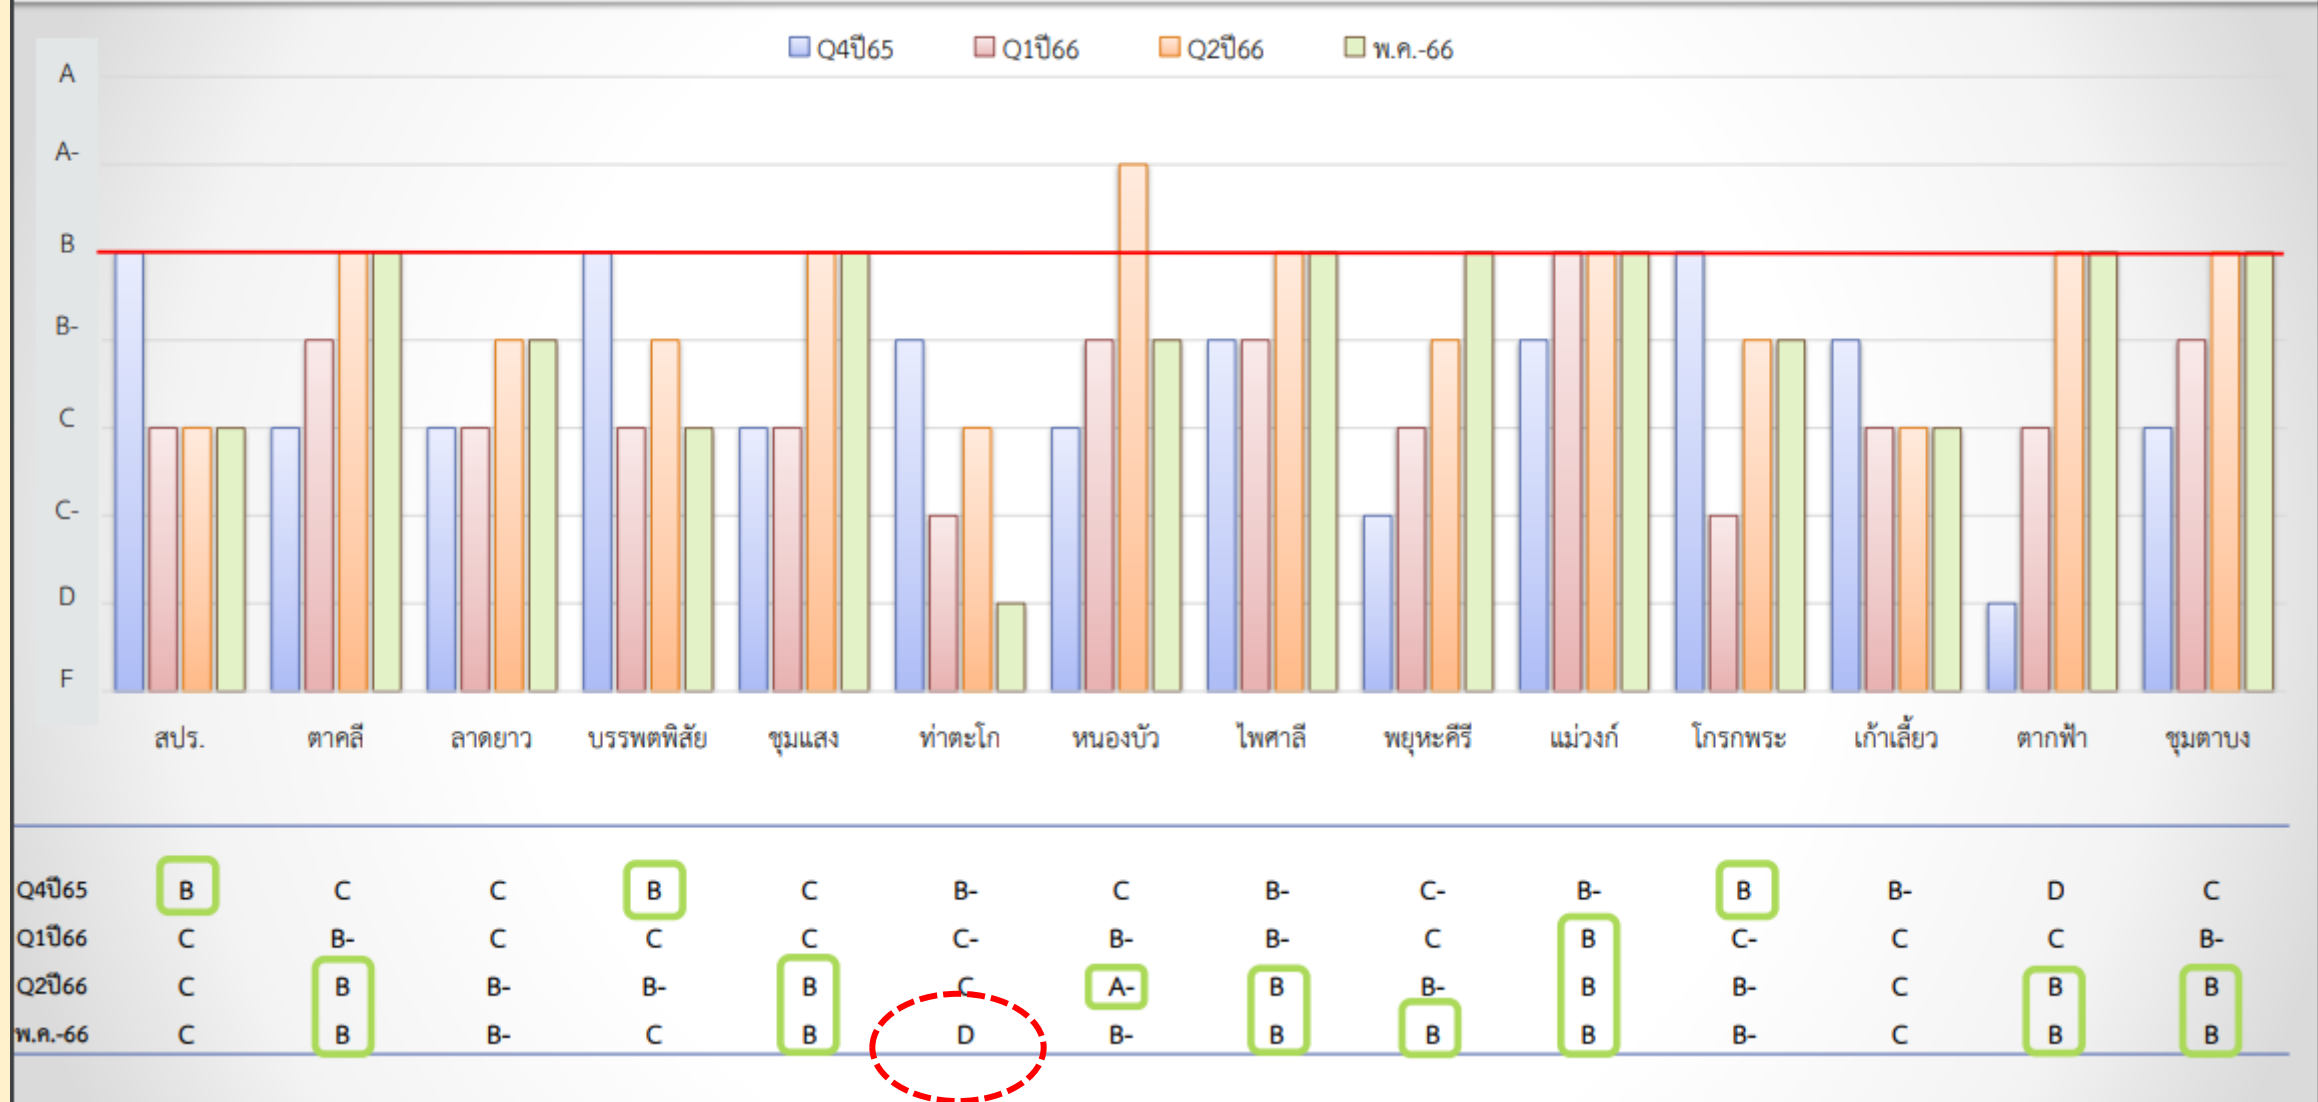 Q4ปี65 Q1ปี66 Q2ปี66 พ.ค.-66
A
A-
B
B-
C
C-
D
F
สปร. ตาคลี ลาดยาว บรรพตพิสัย ชุมแสง ท่าตะโก หนองบัว ไพศาลี พยุหะคีรี แม่วงก์ โกรกพระ เก้าเลี้ยว ตากฟ้า ชุมตาบง
Q4ปี65 B C C B C B- C B- C- B- B B- D C
Q1ปี66 C B- C C C C- B- B- C B C- C C B-
Q2ปี66 C B B- B- B C A- B B- B B- C B B
พ.ค.-66 C B B- C B D B- B B B B- C B B